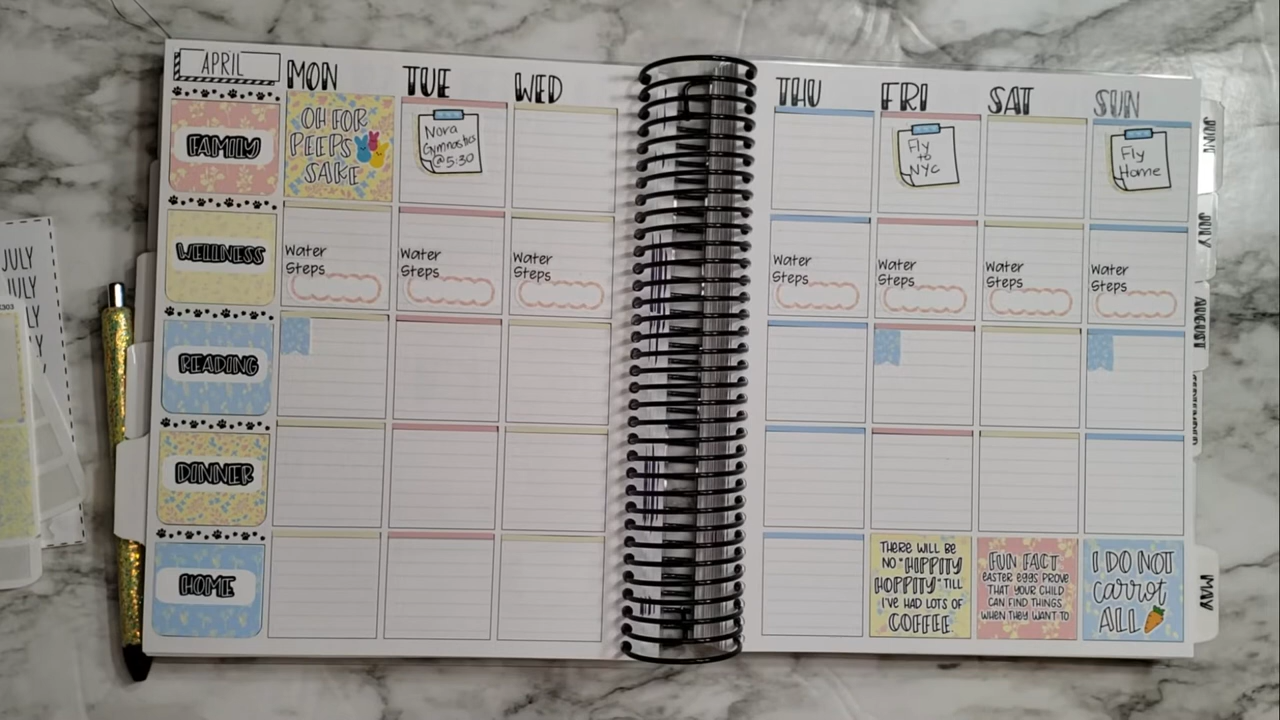 APRIL
MON
TUE
WED
THU
FRI
SAT
SUN
FAMILY
OH FOR
PEEPS
SAKE
Nora
Gymnastics
@5:30
Fly
to
NYC
Fly
Home
WELLNESS
Water
Steps
Water
Steps
Water
Steps
Water
Steps
Water
Steps
Water
Steps
Water
Steps
READING
DINNER
HOME
THERE WILL BE
NO "HIPPITY
HOPPITY" TILL
I'VE HAD LOTS OF
COFFEE
FUN FACT
EASTER EGGS PROVE
THAT YOUR CHILD
CAN FIND THINGS
WHEN THEY WANT TO
I DO NOT
carrot
ALL
JUNE
JULY
AUGUST
MAY
JULY
JULY